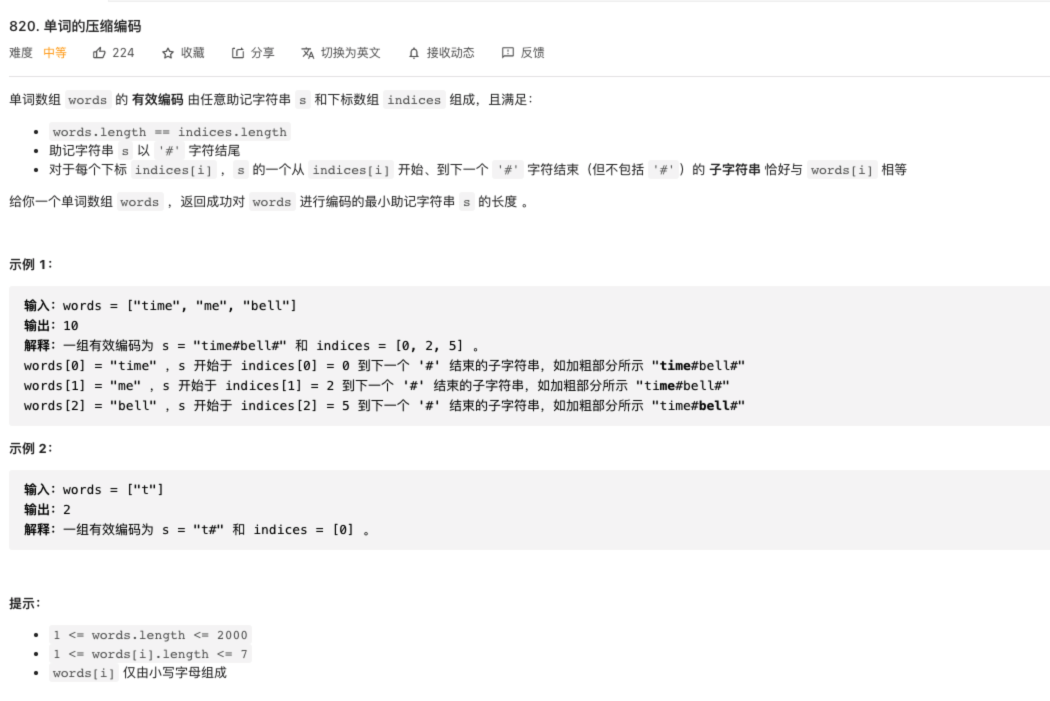 820. 单词的压缩编码
难度 中等 224 收藏 分享 切换为英文 接收动态 反馈
单词数组 words 的 有效编码 由任意助记字符串 s 和下标数组 indices 组成，且满足：
words.length == indices.length
助记字符串 s 以 '#' 字符结尾
对于每个下标 indices[i] ，s 的一个从 indices[i] 开始、到下一个 '#' 字符结束（但不包括 '#'）的 子字符串 恰好与 words[i] 相等
给你一个单词数组 words ，返回成功对 words 进行编码的最小助记字符串 s 的长度 。
示例 1：
输入：words = ["time", "me", "bell"]
输出：10
解释：一组有效编码为 s = "time#bell#" 和 indices = [0, 2, 5] 。
words[0] = "time" ，s 开始于 indices[0] = 0 到下一个 '#' 结束的子字符串，如加粗部分所示 "time#bell#"
words[1] = "me" ，s 开始于 indices[1] = 2 到下一个 '#' 结束的子字符串，如加粗部分所示 "time#bell#"
words[2] = "bell" ，s 开始于 indices[2] = 5 到下一个 '#' 结束的子字符串，如加粗部分所示 "time#bell#"
示例 2：
输入：words = ["t"]
输出：2
解释：一组有效编码为 s = "t#" 和 indices = [0] 。
提示：
1 <= words.length <= 2000
1 <= words[i].length <= 7
words[i] 仅由小写字母组成